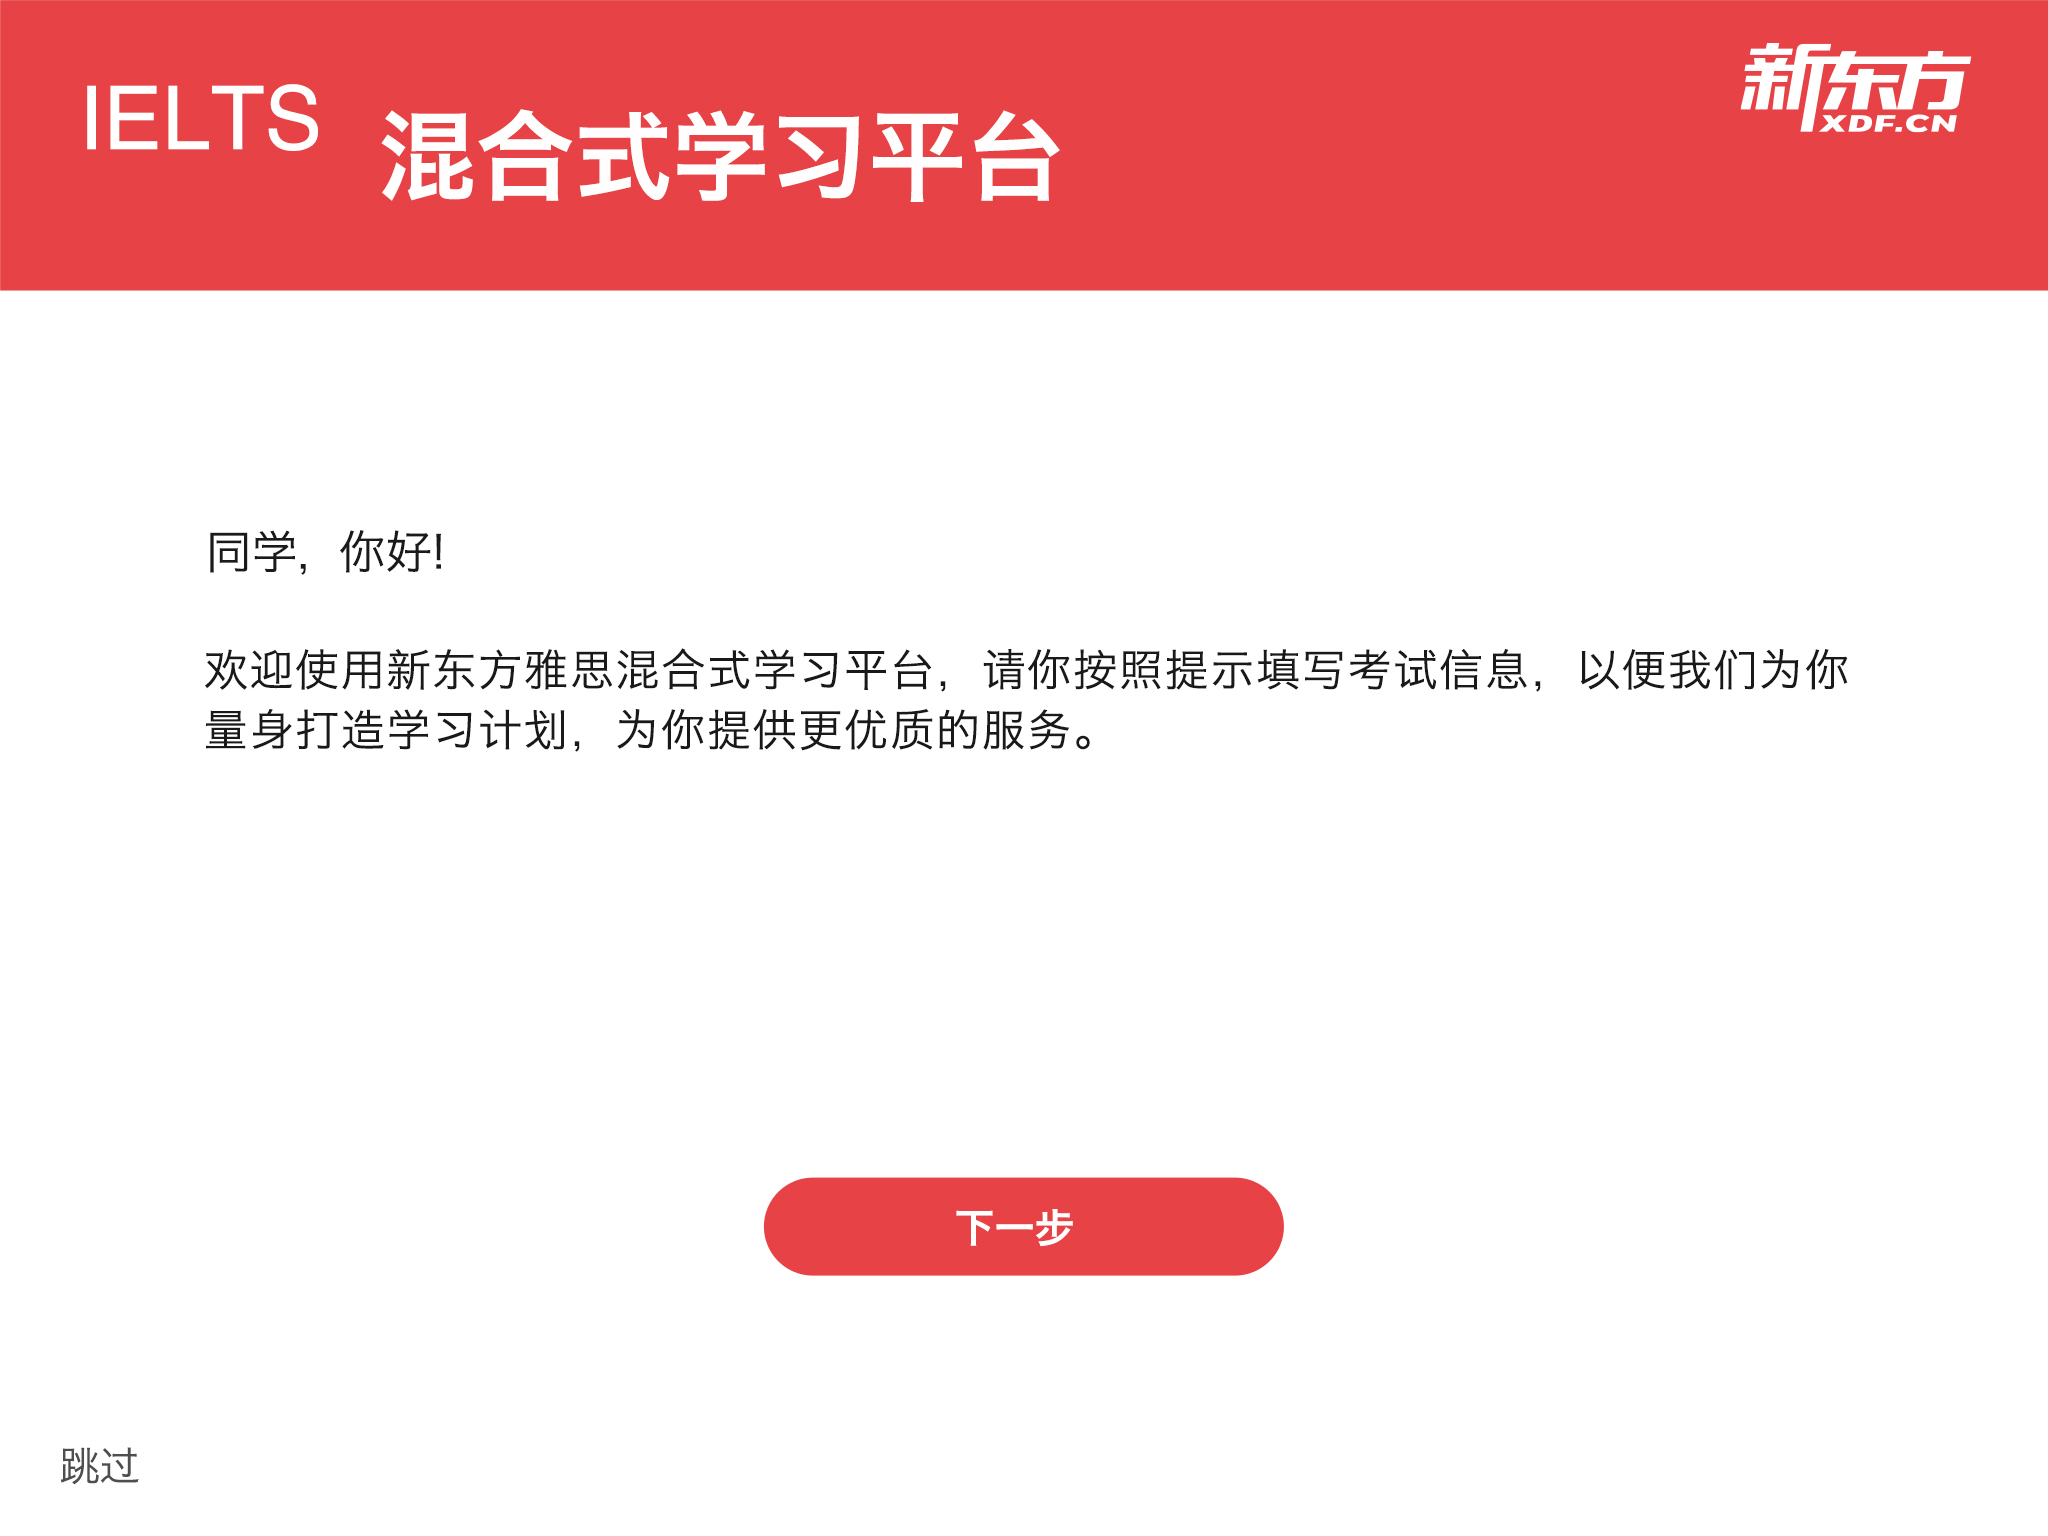 IELTS 混合式学习平台
新东方
XDF.CN
同学，你好!
欢迎使用新东方雅思混合式学习平台，请你按照提示填写考试信息，以便我们为你
量身打造学习计划，为你提供更优质的服务。
下一步
跳过